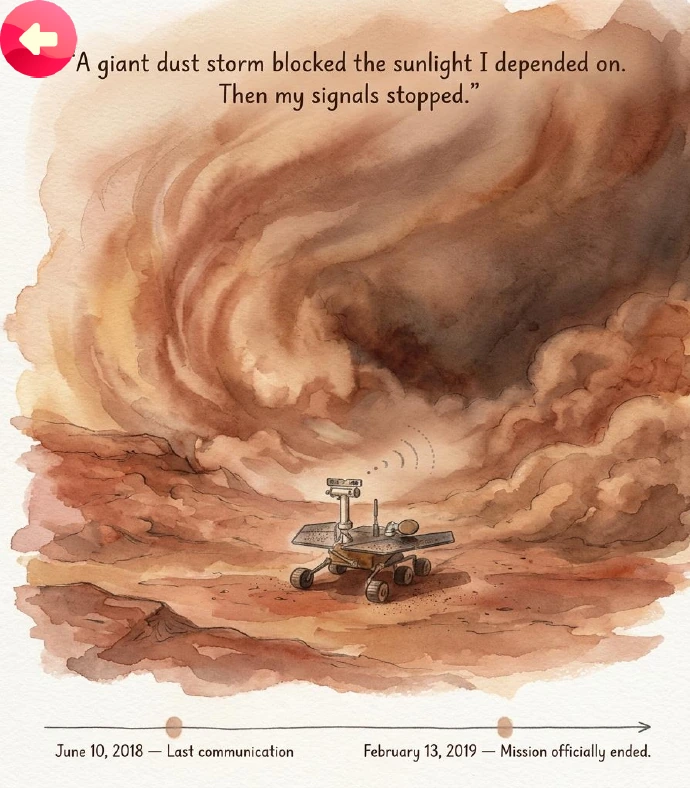 “A giant dust storm blocked the sunlight I depended on.
Then my signals stopped.”
June 10, 2018 — Last communication
February 13, 2019 — Mission officially ended.